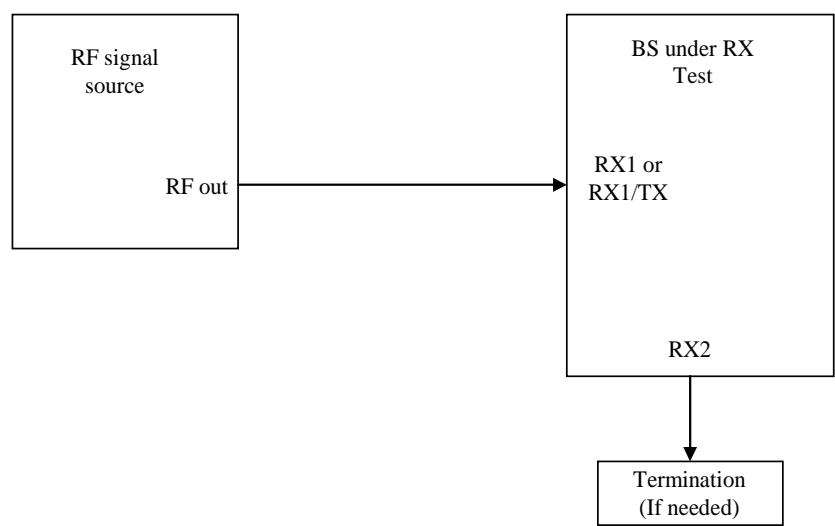 RF signal
source
RF out
BS under RX
Test
RX1 or
RX1/TX
RX2
Termination
(If needed)